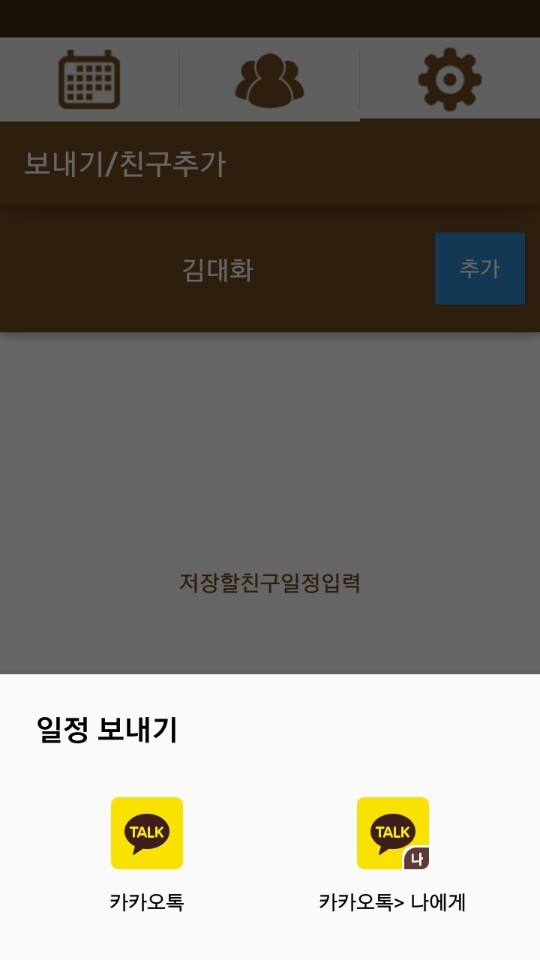 보내기/친구추가
김대화
추가
저장할친구일정입력
일정 보내기
TALK
TALK
나
카카오톡
카카오톡> 나에게